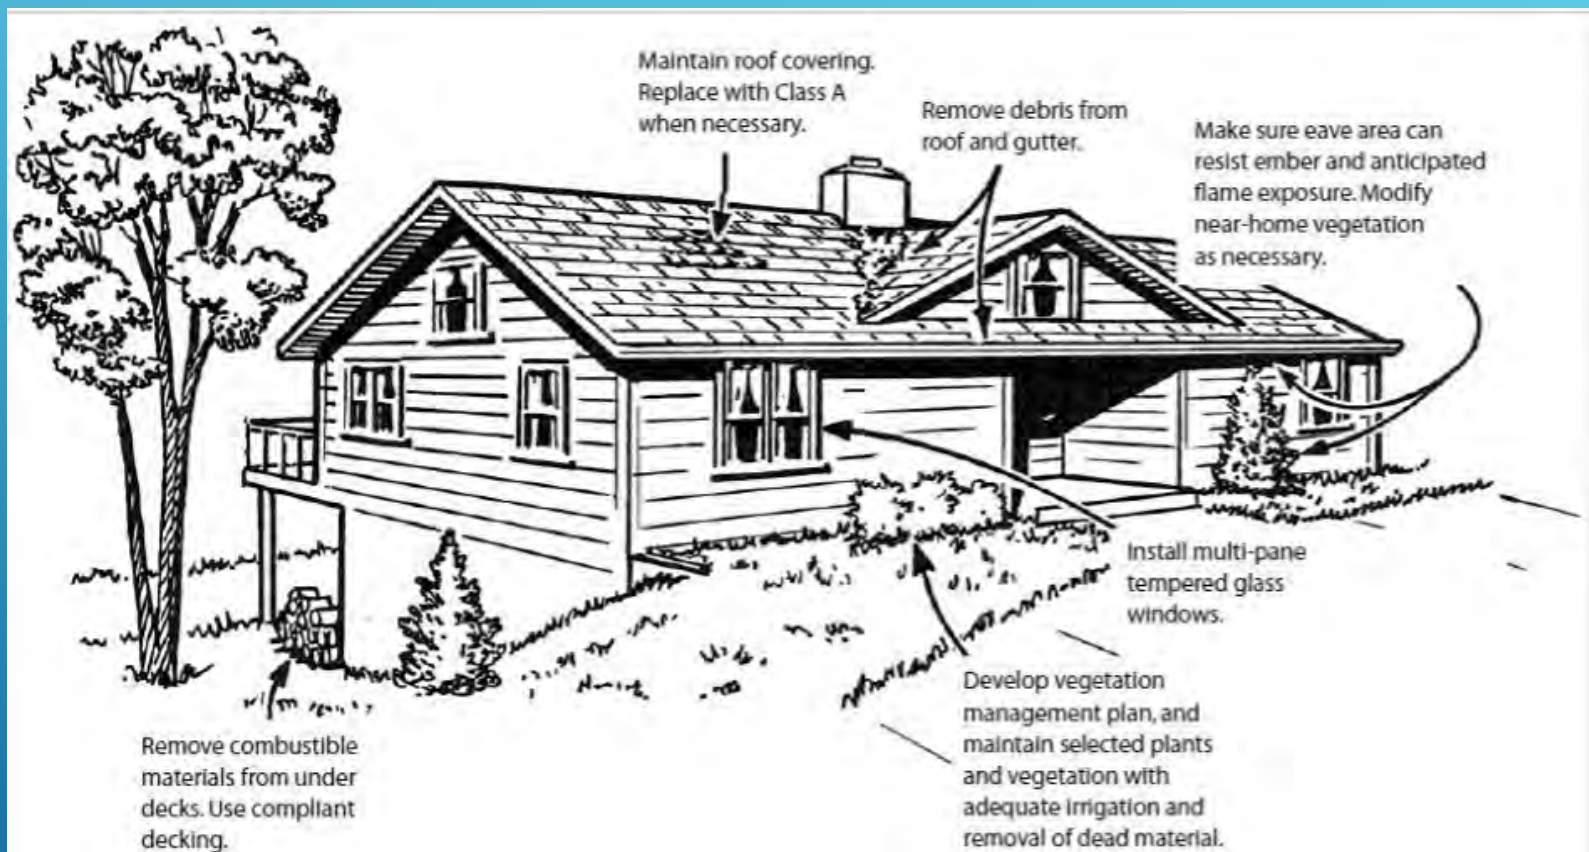 Maintain roof covering.
Replace with Class A
when necessary.
Remove debris from
roof and gutter.
Make sure eave area can
resist ember and anticipated
flame exposure. Modify
near-home vegetation
as necessary.
Install multi-pane
tempered glass
windows.
Develop vegetation
management plan, and
maintain selected plants
and vegetation with
adequate irrigation and
removal of dead material.
Remove combustible
materials from under
decks. Use compliant
decking.